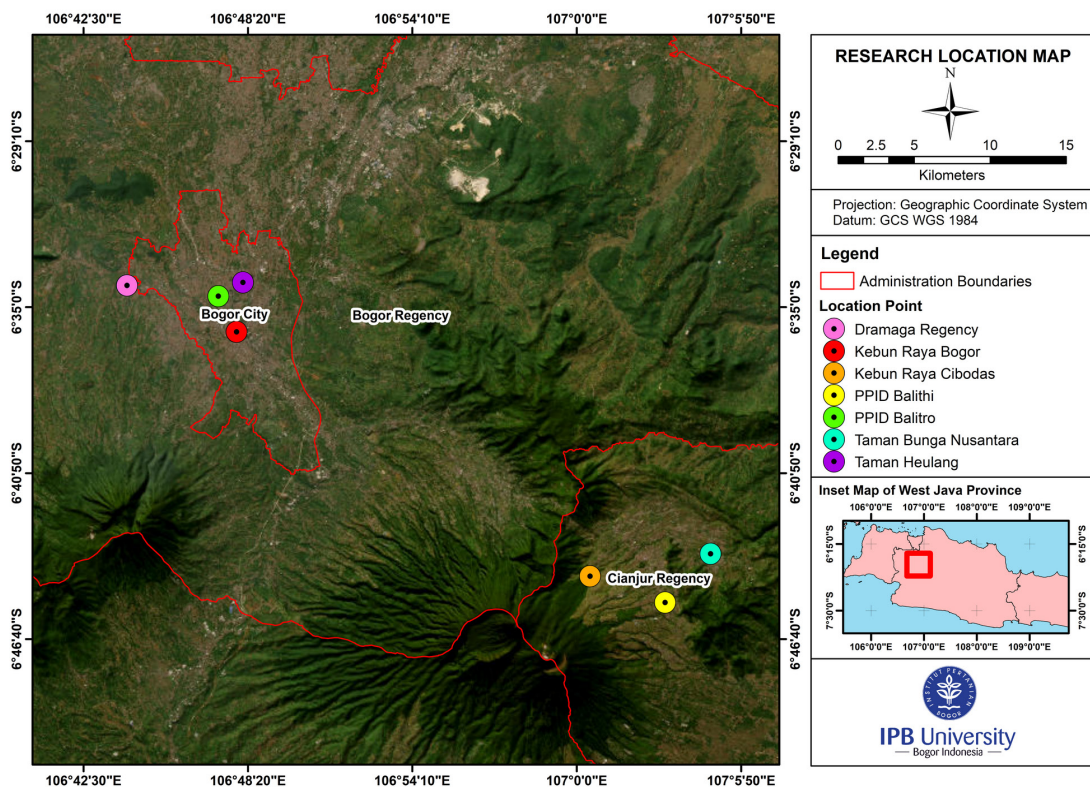 106°42'30"E 106°48'20"E 106°54'10"E 107°0'0"E 107°5'50"E
6°29'10"S 6°29'10"S
6°35'0"S 6°35'0"S
6°40'50"S 6°40'50"S
6°46'40"S 6°46'40"S
Bogor City
Bogor Regency
Cianjur Regency
106°42'30"E 106°48'20"E 106°54'10"E 107°0'0"E 107°5'50"E
RESEARCH LOCATION MAP
N
0 2.5 5 10 15
Kilometers
Projection: Geographic Coordinate System
Datum: GCS WGS 1984
Legend
Administration Boundaries
Location Point
Dramaga Regency
Kebun Raya Bogor
Kebun Raya Cibodas
PPID Balithi
PPID Balitro
Taman Bunga Nusantara
Taman Heulang
Inset Map of West Java Province
106°0'0"E 107°0'0"E 108°0'0"E 109°0'0"E
6°15'0"S 6°15'0"S
7°30'0"S 7°30'0"S
106°0'0"E 107°0'0"E 108°0'0"E 109°0'0"E
INSTITUT PERTANIAN
BOGOR
IPB University
Bogor Indonesia